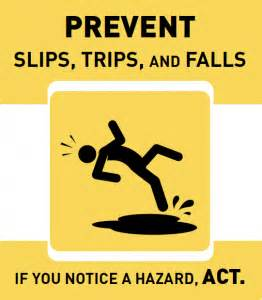 PREVENT
SLIPS, TRIPS, AND FALLS
IF YOU NOTICE A HAZARD, ACT.